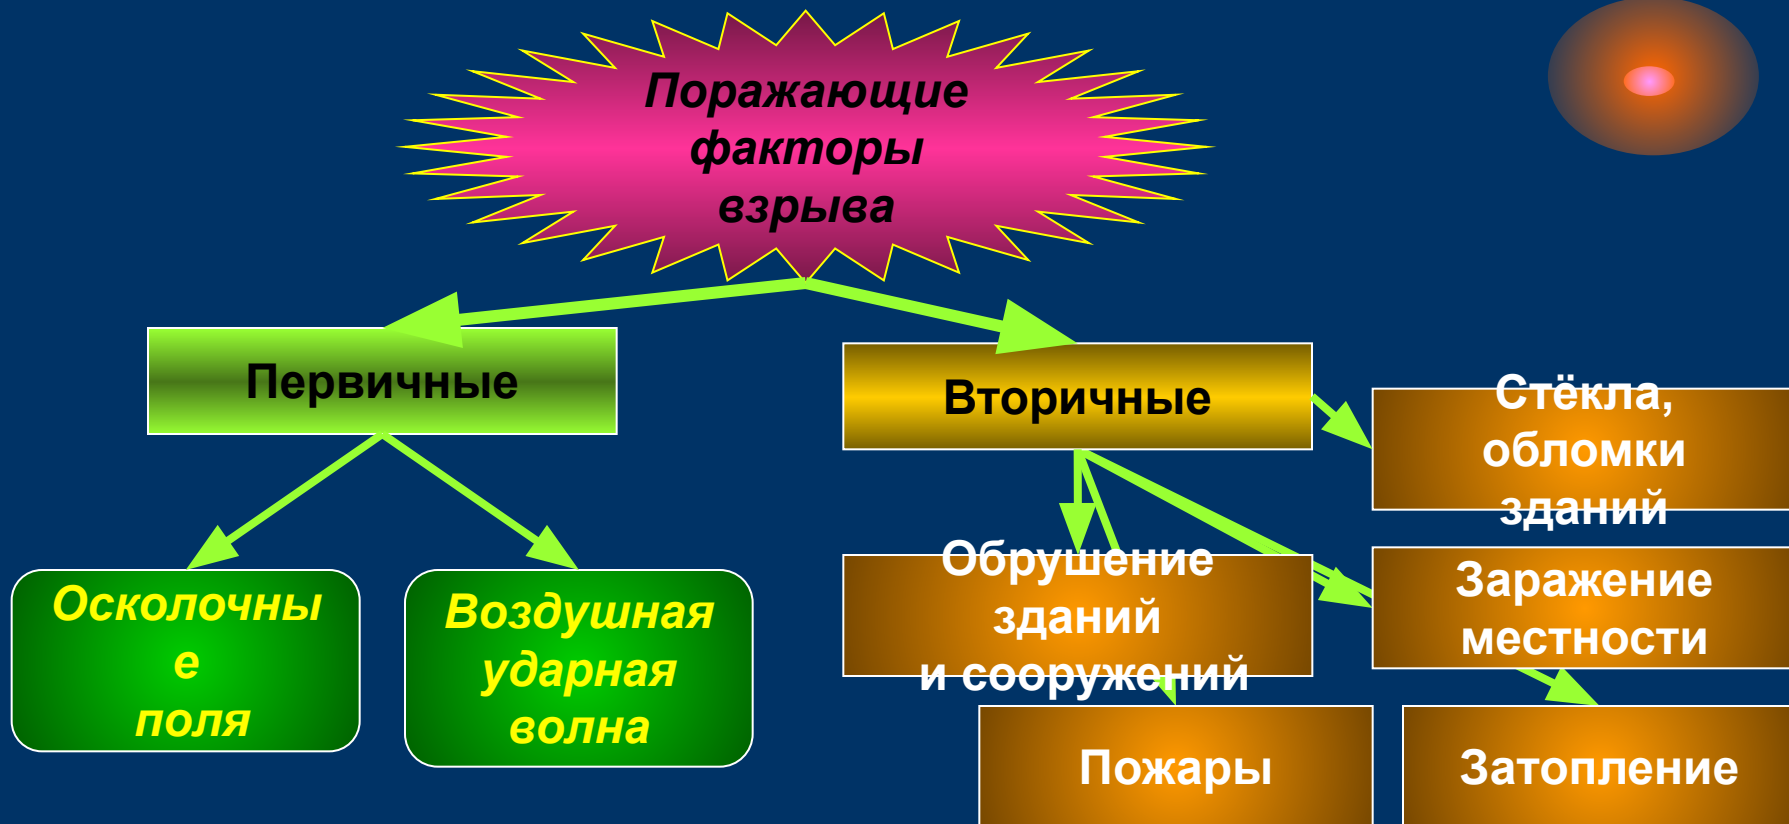 Поражающие
факторы
взрыва
Первичные
Вторичные
Стёкла,
обломки
зданий
Осколочны
е
поля
Воздушная
ударная
волна
Обрушение
зданий
и сооружений
Заражение
местности
Пожары
Затопление